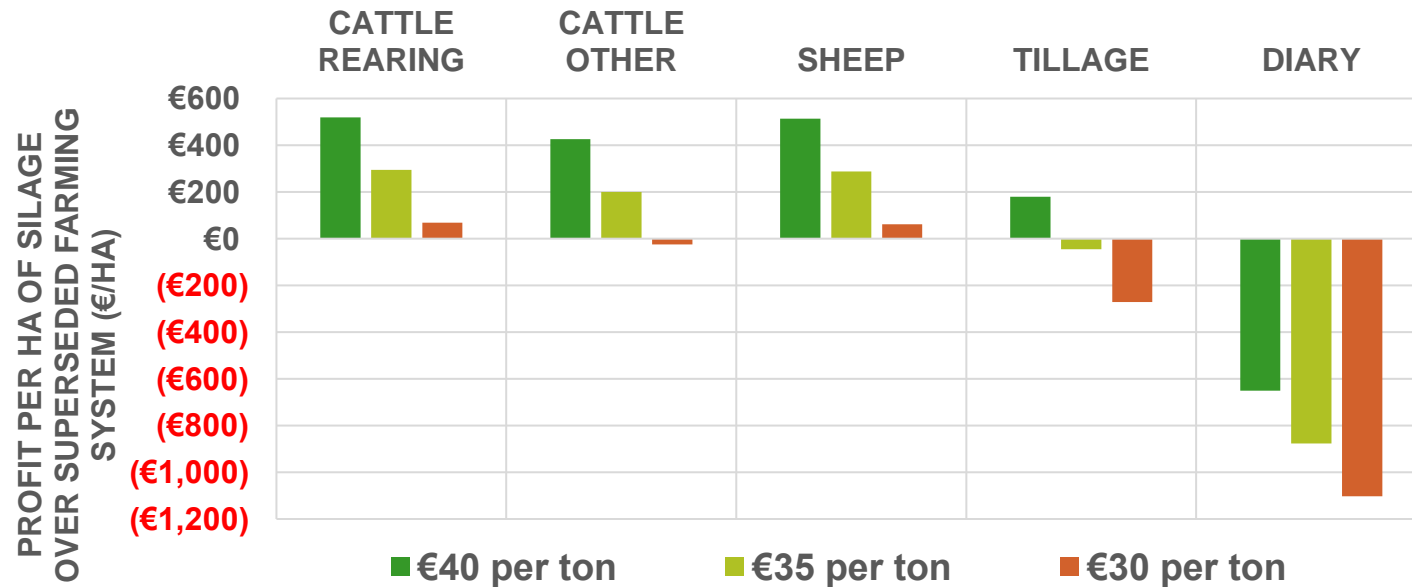 CATTLE
REARING
CATTLE
OTHER
SHEEP
TILLAGE
DIARY
PROFIT PER HA OF SILAGE
OVER SUPERSEDED FARMING
SYSTEM (€/HA)
€600
€400
€200
€0
(€200)
(€400)
(€600)
(€800)
(€1,000)
(€1,200)
€40 per ton
€35 per ton
€30 per ton